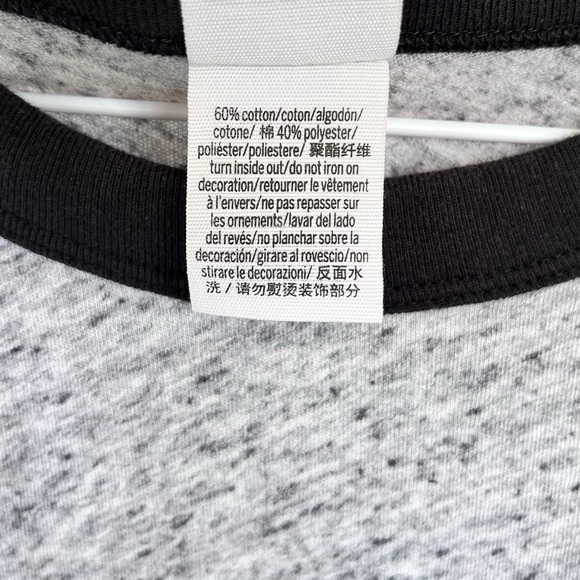 60% cotton/coton/algodón/
cotone/ 棉 40% polyester/
poliéster/poliestere/ 聚酯纤维
turn inside out/do not iron on
decoration/retourner le vêtement
à l'envers/ne pas repasser sur
les ornements/lavar del lado
del revés/no planchar sobre la
decoración/girare al rovescio/non
stirare le decorazioni/ 反面水
洗 / 请勿熨烫装饰部分